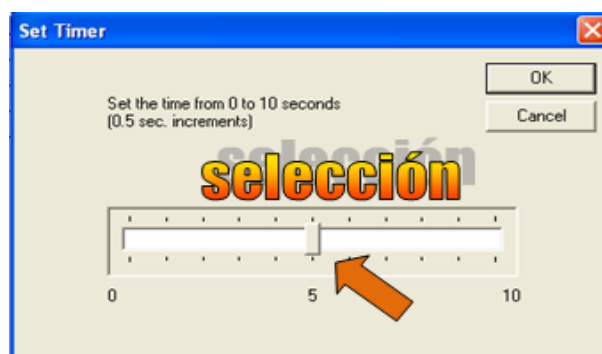 Set Timer
OK
Set the time from 0 to 10 seconds
(0.5 sec. increments)
Cancel
selección
0 5 10